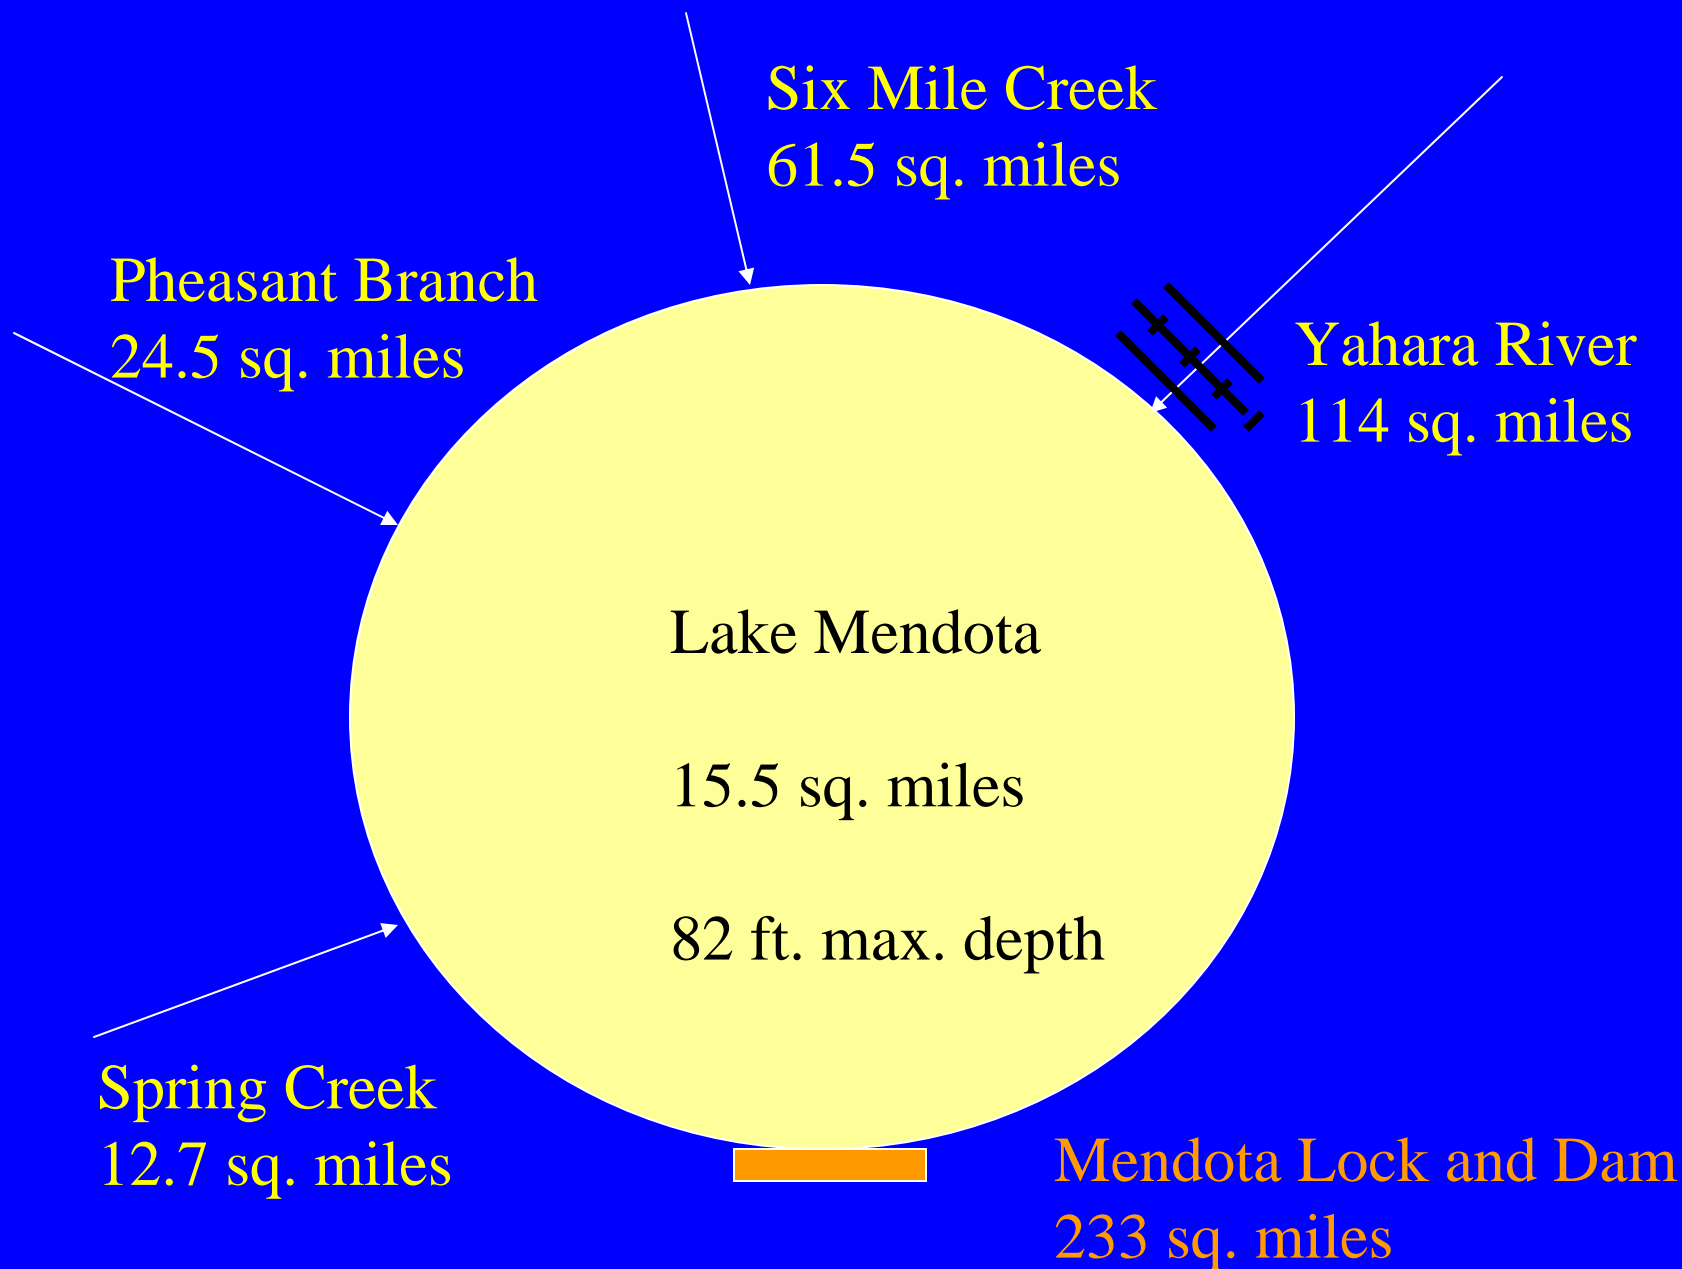 Six Mile Creek
61.5 sq. miles
Pheasant Branch
24.5 sq. miles
Yahara River
114 sq. miles
Lake Mendota
15.5 sq. miles
82 ft. max. depth
Spring Creek
12.7 sq. miles
Mendota Lock and Dam
233 sq. miles